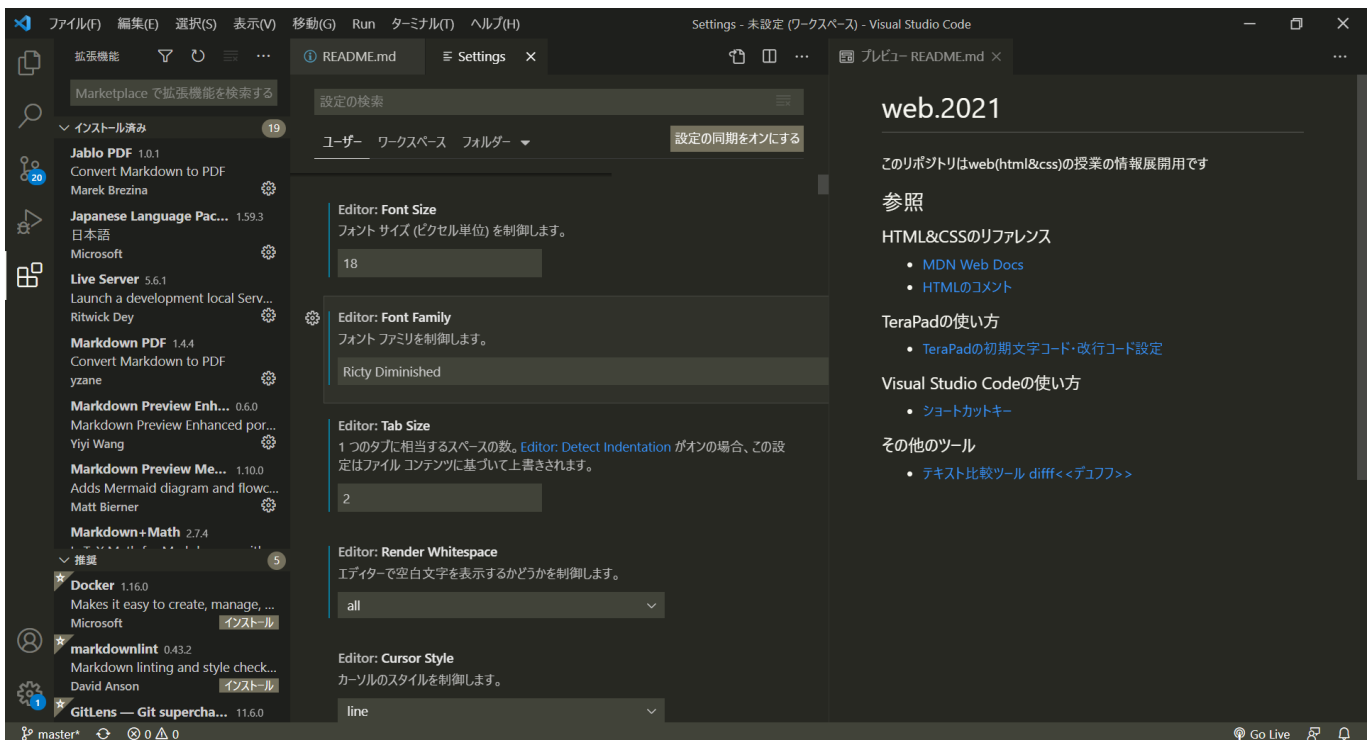 ファイル(F) 編集(E) 選択(S) 表示(V) 移動(G) Run ターミナル(T) ヘルプ(H)
Settings - 未設定 (ワークスペース) - Visual Studio Code
拡張機能
Marketplace で拡張機能を検索する
インストール済み 19
Jablo PDF 1.0.1
Convert Markdown to PDF
Marek Brezina
Japanese Language Pac... 1.59.3
日本語
Microsoft
Live Server 5.6.1
Launch a development local Serv...
Ritwick Dey
Markdown PDF 1.4.4
Convert Markdown to PDF
yzane
Markdown Preview Enh... 0.6.0
Markdown Preview Enhanced por...
Yiyi Wang
Markdown Preview Me... 1.10.0
Adds Mermaid diagram and flowc...
Matt Bierner
Markdown+Math 2.7.4
推奨 5
Docker 1.16.0
Makes it easy to create, manage, ...
Microsoft インストール
markdownlint 0.43.2
Markdown linting and style check...
David Anson インストール
GitLens — Git supercha... 11.6.0
20
1
README.md
Settings
設定の検索
ユーザー ワークスペース フォルダー
設定の同期をオンにする
Editor: Font Size
フォント サイズ (ピクセル単位) を制御します。
18
Editor: Font Family
フォント ファミリを制御します。
Ricty Diminished
Editor: Tab Size
1 つのタブに相当するスペースの数。Editor: Detect Indentation がオンの場合、この設
定はファイル コンテンツに基づいて上書きされます。
2
Editor: Render Whitespace
エディターで空白文字を表示するかどうかを制御します。
all
Editor: Cursor Style
カーソルのスタイルを制御します。
line
プレビュー README.md
web.2021
このリポジトリはweb(html&css)の授業の情報展開用です
参照
HTML&CSSのリファレンス
MDN Web Docs
HTMLのコメント
TeraPadの使い方
TeraPadの初期文字コード・改行コード設定
Visual Studio Codeの使い方
ショートカットキー
その他のツール
テキスト比較ツール difff<<デュフフ>>
master* 0 0
Go Live